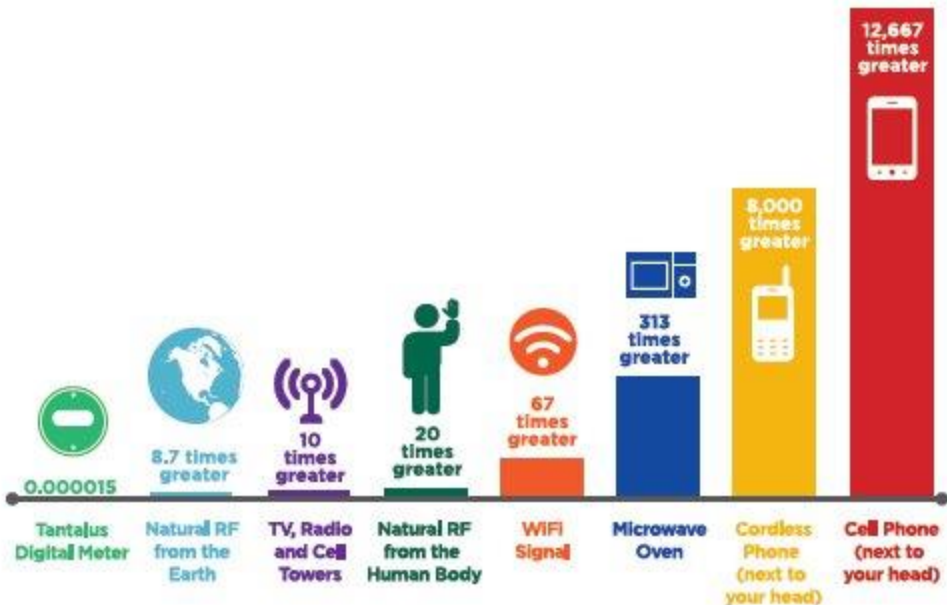 12,667
times
greater
8,000
times
greater
313
times
greater
67
times
greater
20
times
greater
10
times
greater
8.7 times
greater
0.000015
Tantalus
Digital Meter
Natural RF
from the
Earth
TV, Radio
and Cell
Towers
Natural RF
from the
Human Body
WiFi
Signal
Microwave
Oven
Cordless
Phone
(next to
your head)
Cell Phone
(next to
your head)